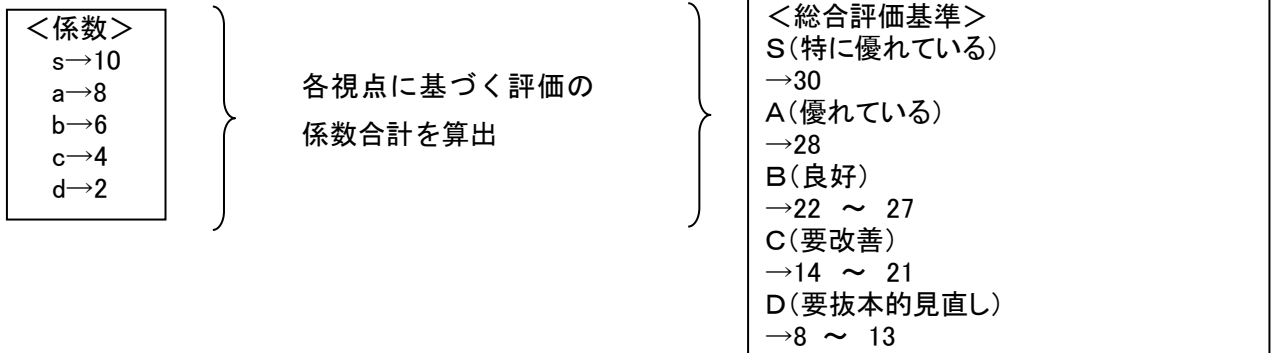 ＜係数＞
s→10
a→8
b→6
c→4
d→2
各視点に基づく評価の
係数合計を算出
＜総合評価基準＞
S（特に優れている）
→30
A（優れている）
→28
B（良好）
→22 ～ 27
C（要改善）
→14 ～ 21
D（要抜本的見直し）
→8 ～ 13